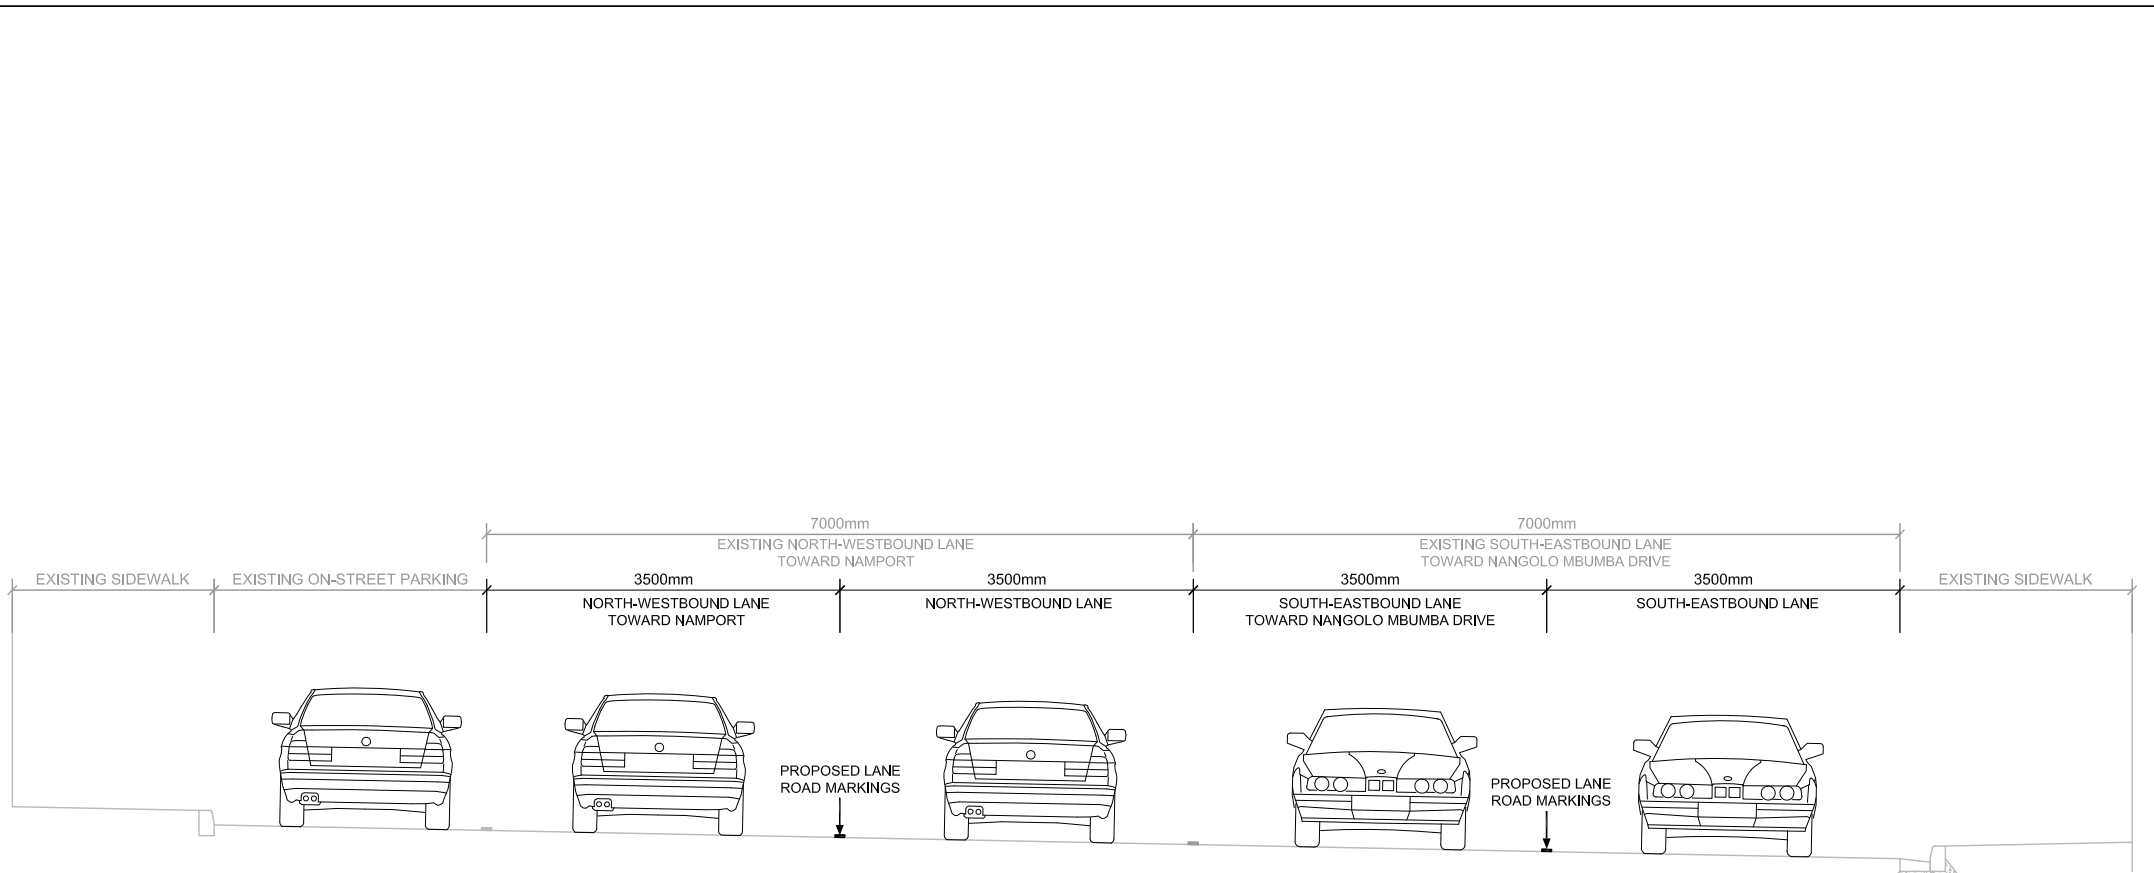 7000mm
EXISTING NORTH-WESTBOUND LANE
TOWARD NAMPORT
7000mm
EXISTING SOUTH-EASTBOUND LANE
TOWARD NANGOLO MBUMBA DRIVE
EXISTING SIDEWALK
EXISTING ON-STREET PARKING
3500mm
NORTH-WESTBOUND LANE
TOWARD NAMPORT
3500mm
NORTH-WESTBOUND LANE
3500mm
SOUTH-EASTBOUND LANE
TOWARD NANGOLO MBUMBA DRIVE
3500mm
SOUTH-EASTBOUND LANE
EXISTING SIDEWALK
PROPOSED LANE
ROAD MARKINGS
PROPOSED LANE
ROAD MARKINGS